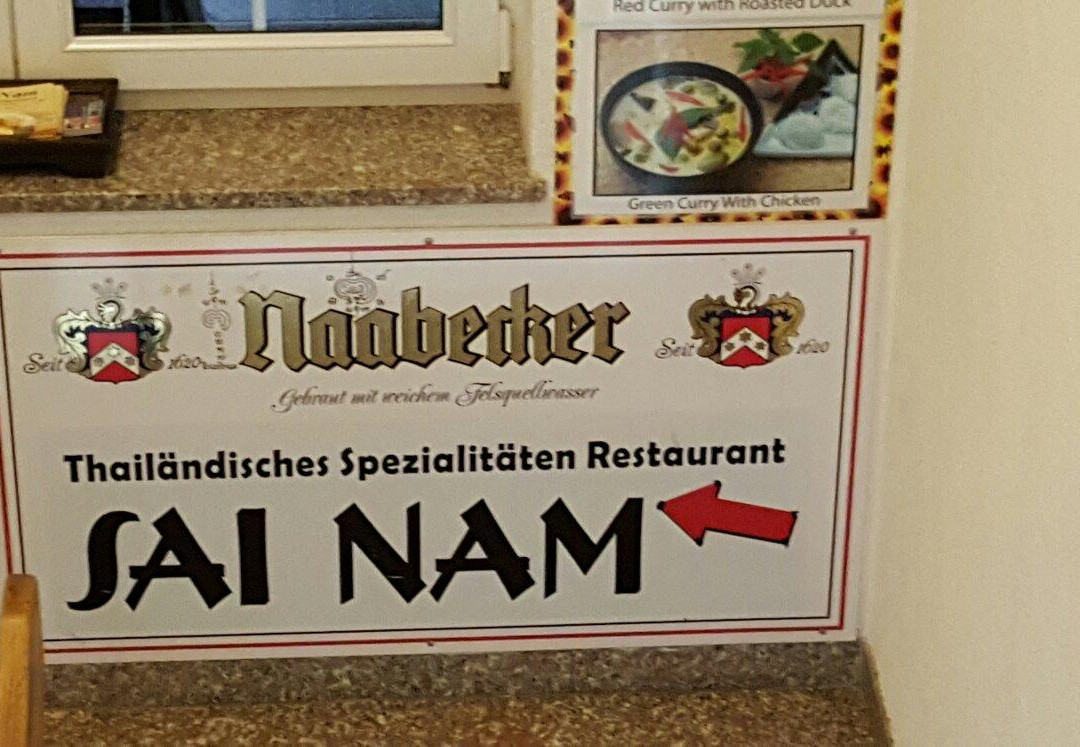 Red Curry with Roasted Duck
Green Curry With Chicken
Naabecker
Seit 1620
Seit 1620
Gebraut mit weichem Felsquellwasser
Thailändisches Spezialitäten Restaurant
SAI NAM